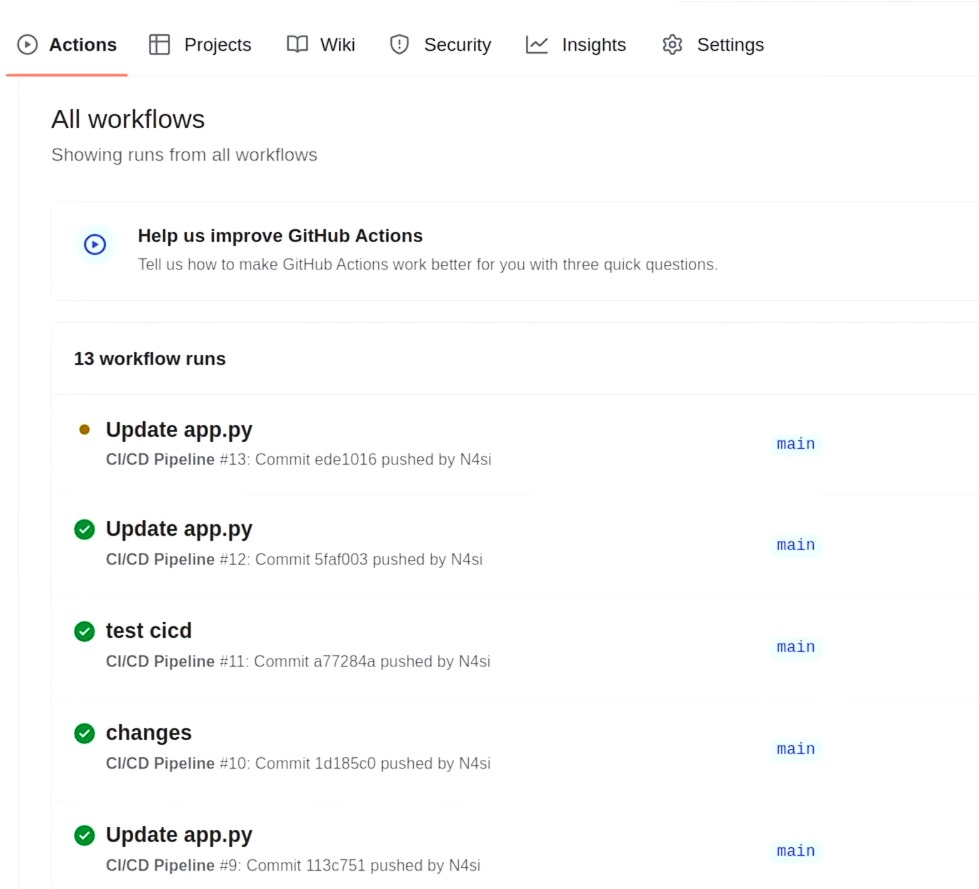 Actions Projects Wiki Security Insights Settings
All workflows
Showing runs from all workflows
Help us improve GitHub Actions
Tell us how to make GitHub Actions work better for you with three quick questions.
13 workflow runs
Update app.py
CI/CD Pipeline #13: Commit ede1016 pushed by N4si
main
Update app.py
CI/CD Pipeline #12: Commit 5faf003 pushed by N4si
main
test cicd
CI/CD Pipeline #11: Commit a77284a pushed by N4si
main
changes
CI/CD Pipeline #10: Commit 1d185c0 pushed by N4si
main
Update app.py
CI/CD Pipeline #9: Commit 113c751 pushed by N4si
main